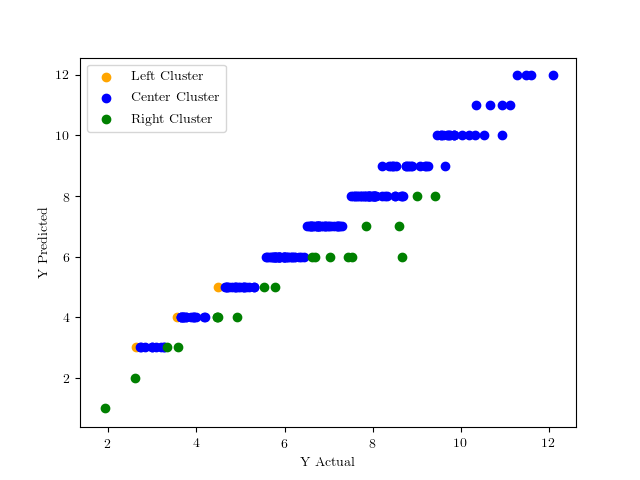 Left Cluster
Center Cluster
Right Cluster
12
10
8
6
4
2
Y Predicted
2 4 6 8 10 12
Y Actual